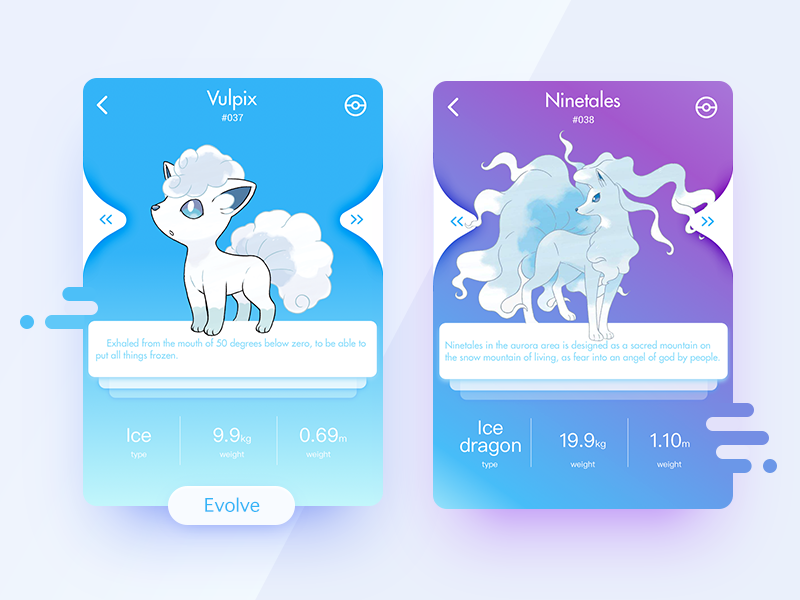 Vulpix
#037
Exholed from the mouth of 50 degrees below zero, to be able to
put all things frozen.
Ice
type
9.9kg
weight
0.69m
weight
Evolve
Ninetales
#038
Ninetales in the aurora area is designed as a sacred mountain on
the snow mountain of living, as fear into an angel of god by people.
Ice
dragon
type
19.9kg
weight
1.10m
weight